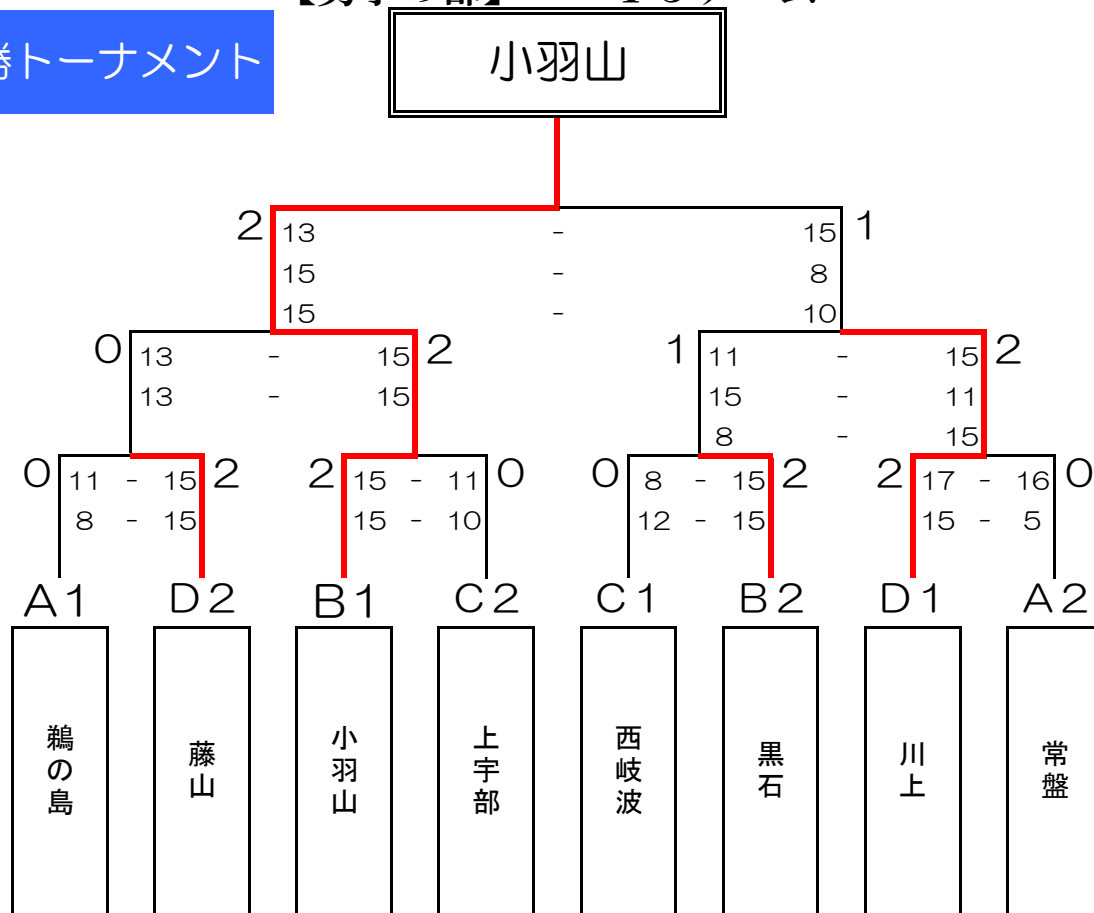 小羽山
勝トーナメント
2 13 - 15 1
15 - 8
15 - 10
0 13 - 15 2 1 11 - 15 2
13 - 15 15 - 11
8 - 15
0 11 - 15 2 2 15 - 11 0 0 8 - 15 2 2 17 - 16 0
8 - 15 15 - 10 12 - 15 15 - 5
A1 D2 B1 C2 C1 B2 D1 A2
鵜の島
藤山
小羽山
上宇部
西岐波
黒石
川上
常盤